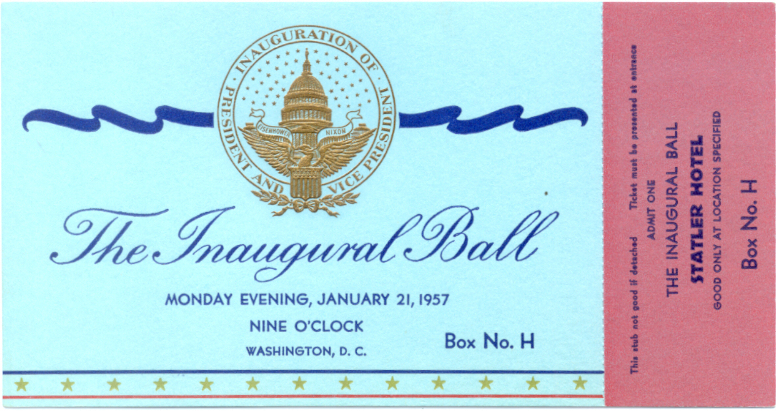 INAUGURATION OF
PRESIDENT AND VICE PRESIDENT
EISENHOWER NIXON
The Inaugural Ball
MONDAY EVENING, JANUARY 21, 1957
NINE O'CLOCK
WASHINGTON, D. C.
Box No. H
This stub not good if detached Ticket must be presented at entrance
ADMIT ONE
THE INAUGURAL BALL
STATLER HOTEL
GOOD ONLY AT LOCATION SPECIFIED
Box No. H